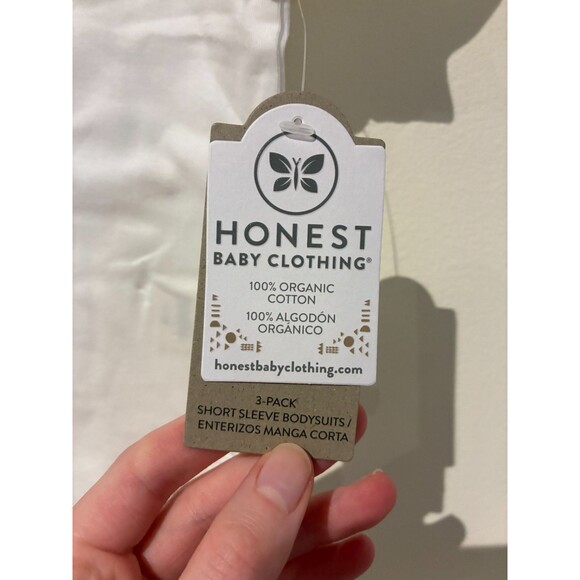 HONEST
BABY CLOTHING®
100% ORGANIC
COTTON
100% ALGODÓN
ORGÁNICO
honestbabyclothing.com
3-PACK
SHORT SLEEVE BODYSUITS /
ENTERIZOS MANGA CORTA